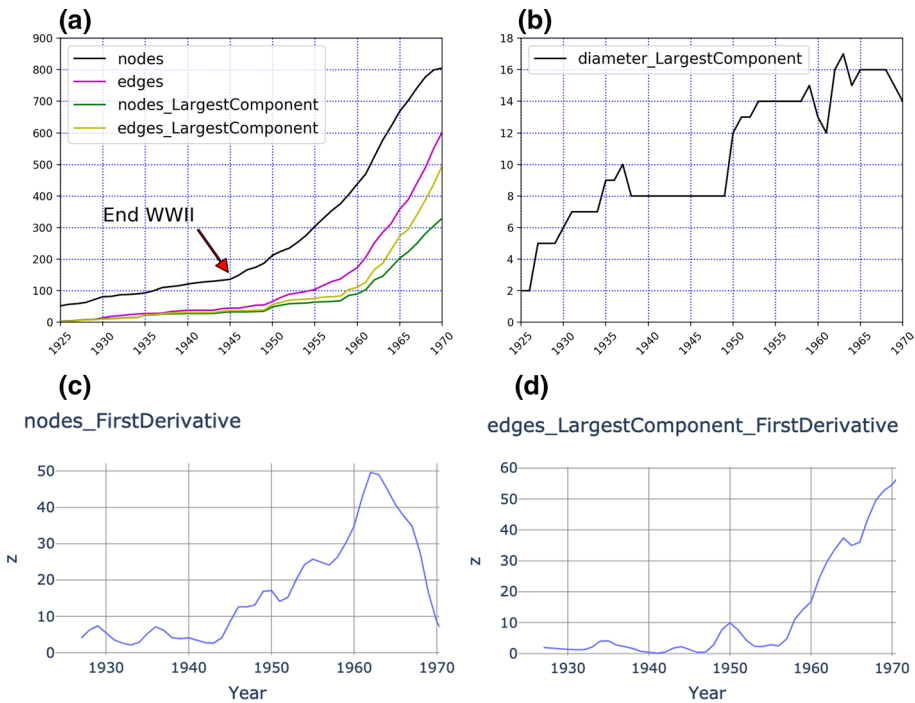 (a)
900
800
700
600
500
400
300
200
100
0
nodes
edges
nodes_LargestComponent
edges_LargestComponent
End WWII
1925 1930 1935 1940 1945 1950 1955 1960 1965 1970
(b)
18
16
14
12
10
8
6
4
2
0
diameter_LargestComponent
1925 1930 1935 1940 1945 1950 1955 1960 1965 1970
(c)
nodes_FirstDerivative
50
40
30
20
10
0
z
1930 1940 1950 1960 1970
Year
(d)
edges_LargestComponent_FirstDerivative
60
50
40
30
20
10
0
z
1930 1940 1950 1960 1970
Year